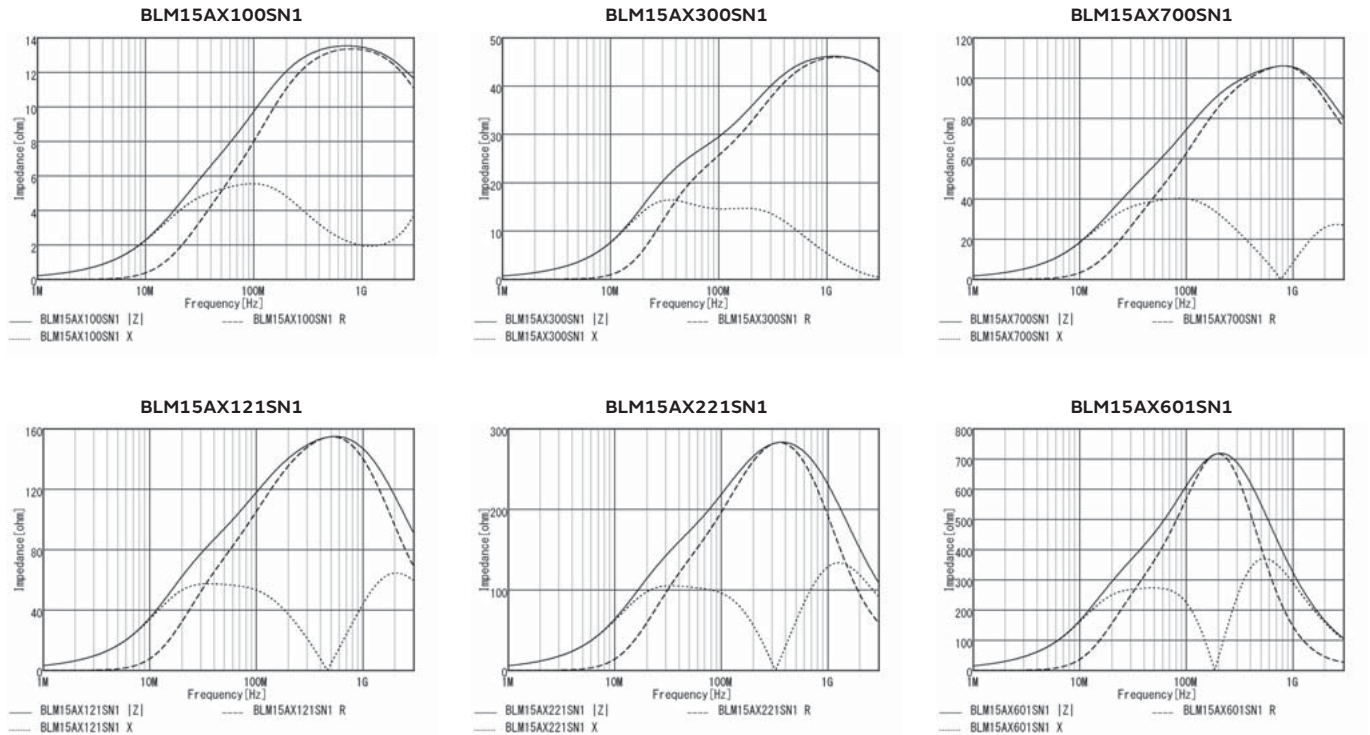 BLM15AX100SN1
14
12
10
8
6
4
2
0
Impedance[ohm]
1M 10M 100M 1G
Frequency[Hz]
BLM15AX100SN1 |Z| BLM15AX100SN1 R
BLM15AX100SN1 X
BLM15AX300SN1
50
40
30
20
10
0
Impedance[ohm]
1M 10M 100M 1G
Frequency[Hz]
BLM15AX300SN1 |Z| BLM15AX300SN1 R
BLM15AX300SN1 X
BLM15AX700SN1
120
100
80
60
40
20
0
Impedance[ohm]
1M 10M 100M 1G
Frequency[Hz]
BLM15AX700SN1 |Z| BLM15AX700SN1 R
BLM15AX700SN1 X
BLM15AX121SN1
160
120
80
40
0
Impedance[ohm]
1M 10M 100M 1G
Frequency[Hz]
BLM15AX121SN1 |Z| BLM15AX121SN1 R
BLM15AX121SN1 X
BLM15AX221SN1
300
200
100
0
Impedance[ohm]
1M 10M 100M 1G
Frequency[Hz]
BLM15AX221SN1 |Z| BLM15AX221SN1 R
BLM15AX221SN1 X
BLM15AX601SN1
800
700
600
500
400
300
200
100
0
Impedance[ohm]
1M 10M 100M 1G
Frequency[Hz]
BLM15AX601SN1 |Z| BLM15AX601SN1 R
BLM15AX601SN1 X